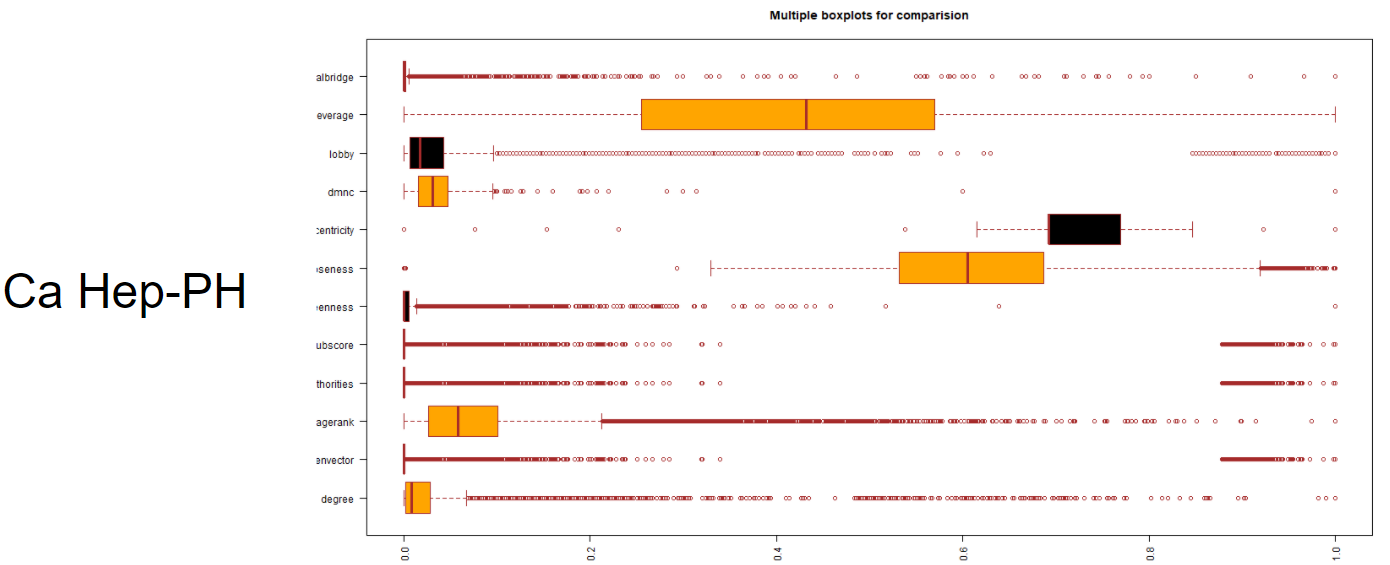 Multiple boxplots for comparision
albridge
everage
lobby
dmnc
centricity
oseness
enness
ubscore
thorities
agerank
envector
degree
Ca Hep-PH
0.0 0.2 0.4 0.6 0.8 1.0